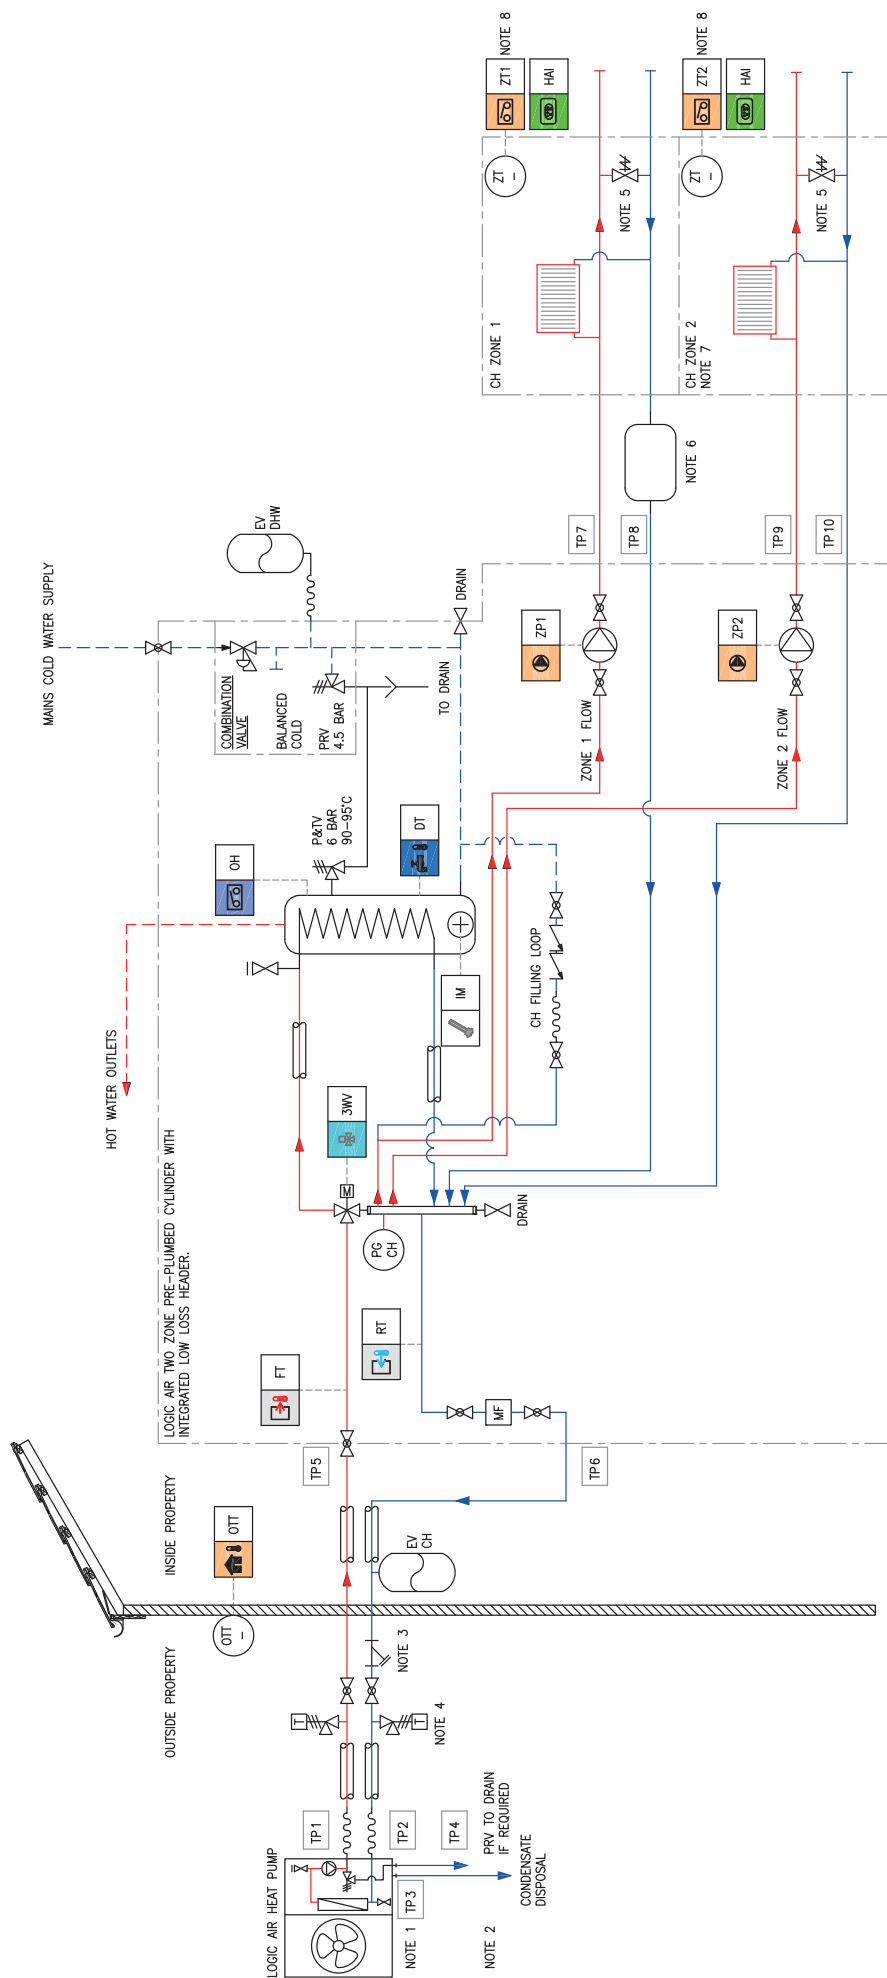 LOGIC AIR HEAT PUMP
NOTE 1
NOTE 2
TP1
TP2
TP3
TP4
PRV TO DRAIN
IF REQUIRED
CONDENSATE
DISPOSAL
T
T
NOTE 4
NOTE 3
OUTSIDE PROPERTY
INSIDE PROPERTY
OTT
-
OTT
EV
CH
TP5
TP6
LOGIC AIR TWO ZONE PRE-PLUMBED CYLINDER WITH
INTEGRATED LOW LOSS HEADER.
FT
RT
MF
PG
CH
M
3WV
DRAIN
HOT WATER OUTLETS
OH
IM
DT
P&TV
6 BAR
90-95°C
CH FILLING LOOP
MAINS COLD WATER SUPPLY
COMBINATION
VALVE
BALANCED
COLD
PRV
4.5 BAR
TO DRAIN
EV
DHW
DRAIN
ZONE 1 FLOW
ZP1
ZONE 2 FLOW
ZP2
TP7
TP8
TP9
TP10
NOTE 6
CH ZONE 1
NOTE 5
ZT
-
ZT1
NOTE 8
HAI
CH ZONE 2
NOTE 7
NOTE 5
ZT
-
ZT2
NOTE 8
HAI